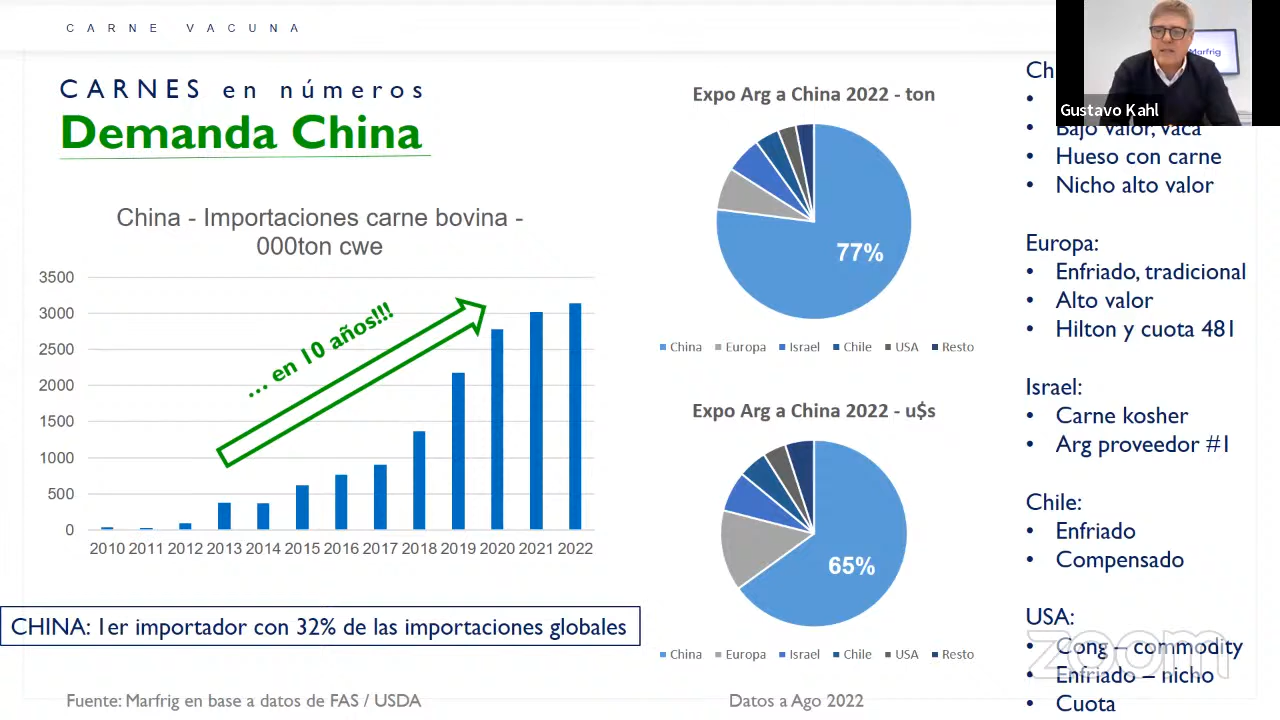 CARNE VACUNA
CARNES en números
Demanda China
China - Importaciones carne bovina -
000ton cwe
3500
3000
2500
2000
1500
1000
500
0
… en 10 años!!!
2010 2011 2012 2013 2014 2015 2016 2017 2018 2019 2020 2021 2022
CHINA: 1er importador con 32% de las importaciones globales
Fuente: Marfrig en base a datos de FAS / USDA
Expo Arg a China 2022 - ton
77%
China Europa Israel Chile USA Resto
Expo Arg a China 2022 - u$s
65%
China Europa Israel Chile USA Resto
Datos a Ago 2022
Marfrig
Gustavo Kahl
Ch
• Bajo valor, vaca
• Hueso con carne
• Nicho alto valor
Europa:
• Enfriado, tradicional
• Alto valor
• Hilton y cuota 481
Israel:
• Carne kosher
• Arg proveedor #1
Chile:
• Enfriado
• Compensado
USA:
• Cong – commodity
• Enfriado – nicho
• Cuota
zoom